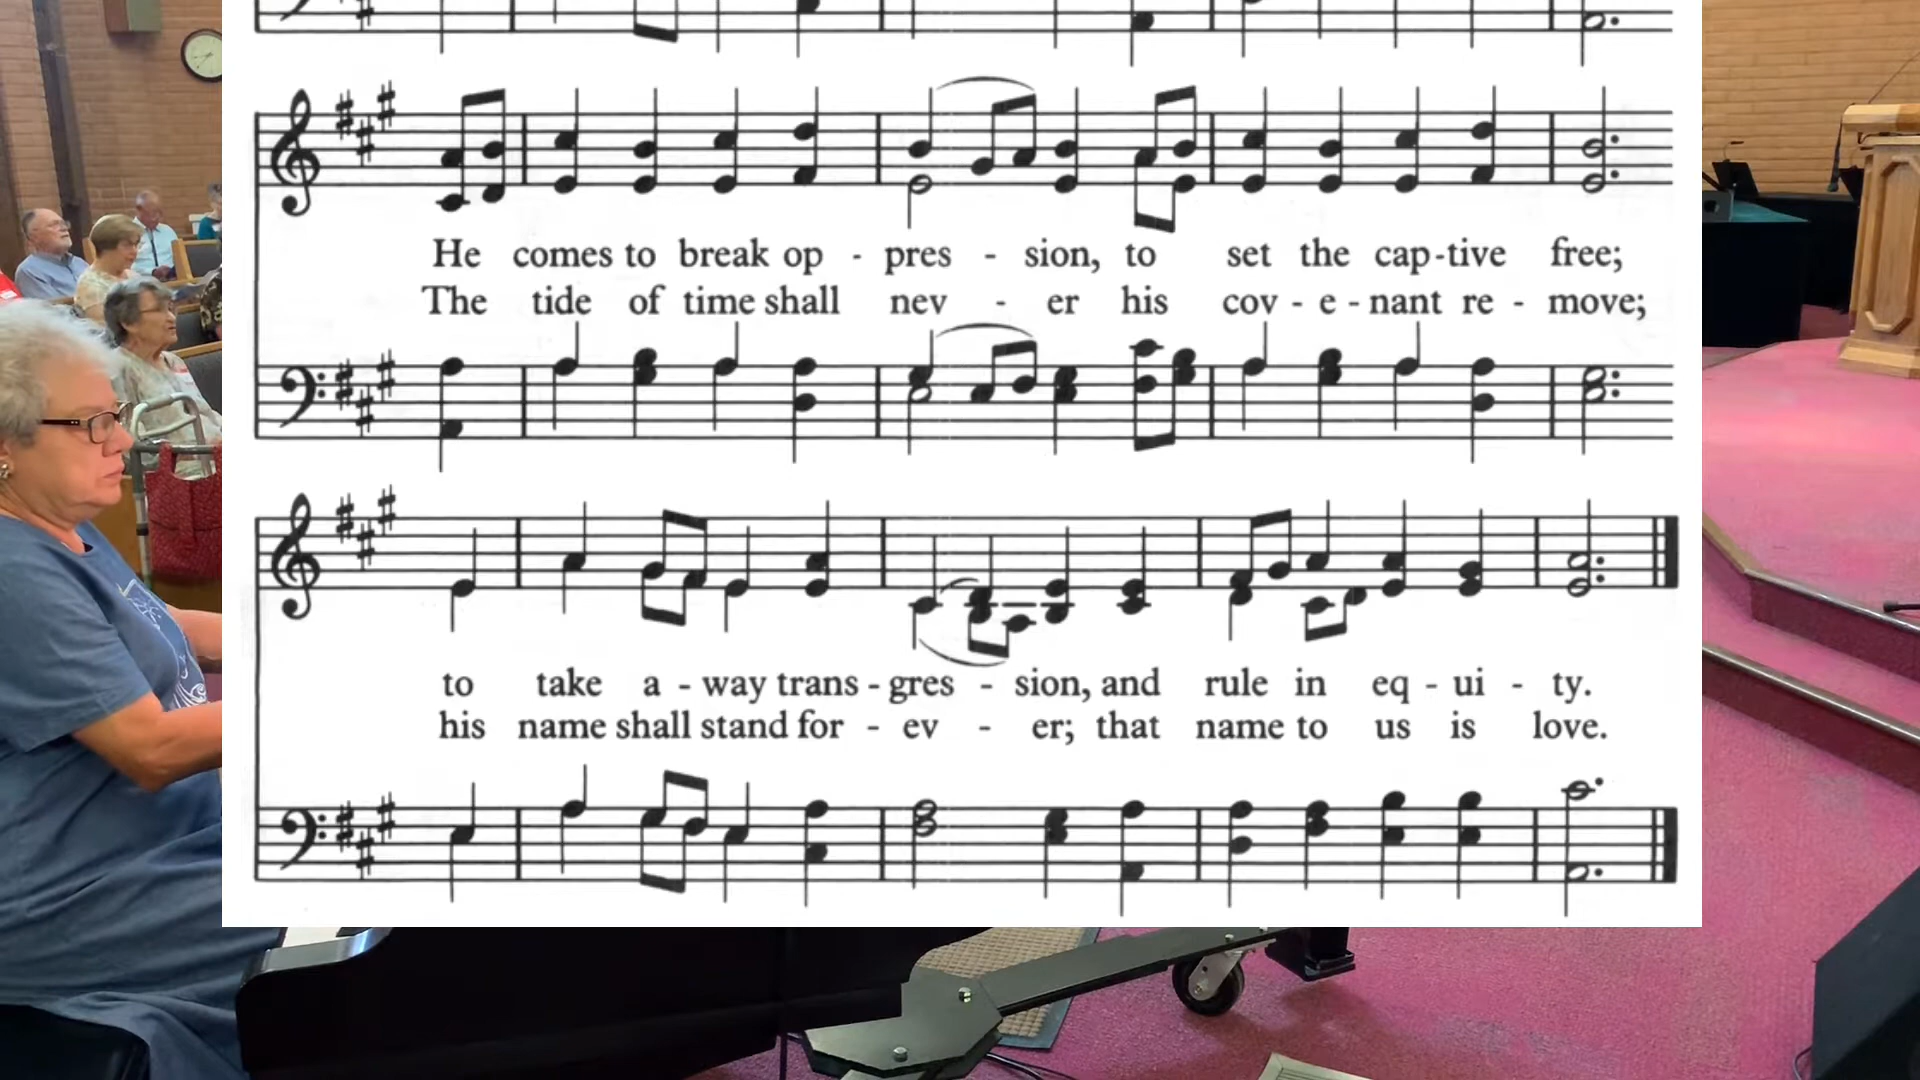 He comes to break op - pres - sion, to set the cap-tive free;
The tide of time shall nev - er his cov - e - nant re - move;
to take a - way trans - gres - sion, and rule in eq - ui - ty.
his name shall stand for - ev - er; that name to us is love.